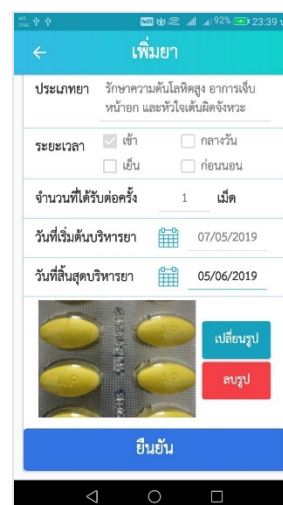 92% 23:39 น
เพิ่มยา
ประเภทยา รักษาความดันโลหิตสูง อาการเจ็บ
หน้าอก และหัวใจเต้นผิดจังหวะ
ระยะเวลา เช้า กลางวัน
เย็น ก่อนนอน
จำนวนที่ได้รับต่อครั้ง 1 เม็ด
วันที่เริ่มต้นบริหารยา 07/05/2019
วันที่สิ้นสุดบริหารยา 05/06/2019
เปลี่ยนรูป
ลบรูป
ยืนยัน